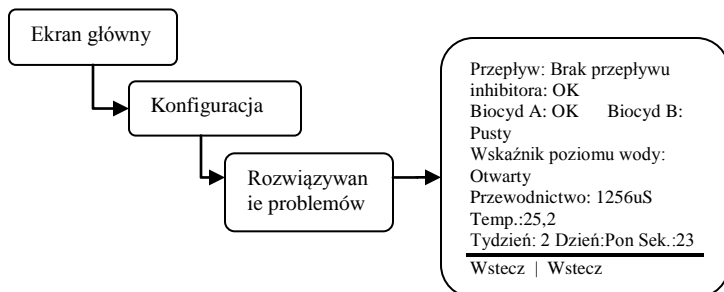 Ekran główny
Konfiguracja
Rozwiązywan
ie problemów
Przepływ: Brak przepływu
inhibitora: OK
Biocyd A: OK Biocyd B:
Pusty
Wskaźnik poziomu wody:
Otwarty
Przewodnictwo: 1256uS
Temp.:25,2
Tydzień: 2 Dzień:Pon Sek.:23
Wstecz | Wstecz